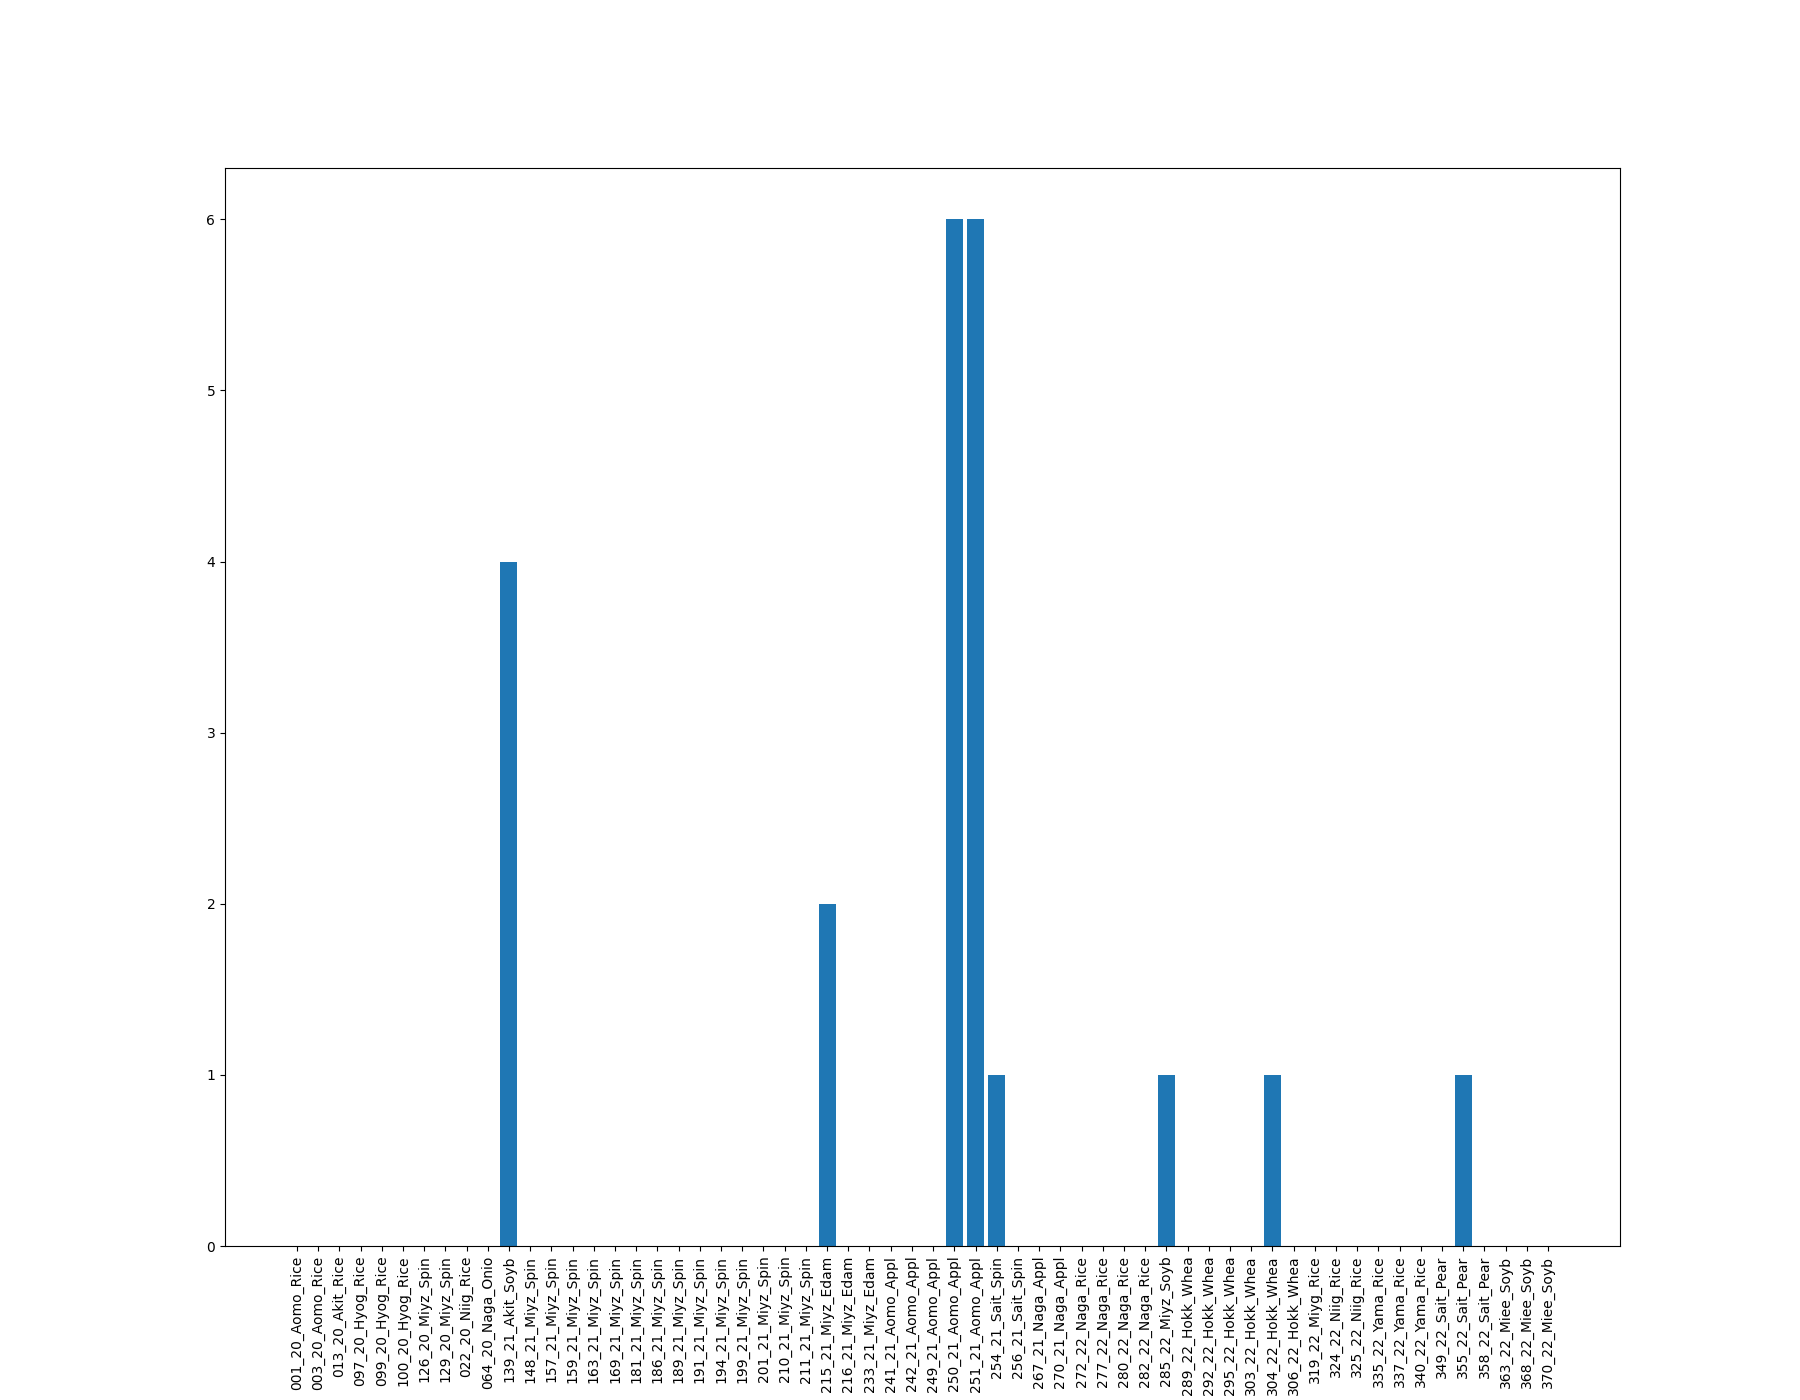 6
5
4
3
2
1
0
001_20_Aomo_Rice
003_20_Aomo_Rice
013_20_Akit_Rice
097_20_Hyog_Rice
099_20_Hyog_Rice
100_20_Hyog_Rice
126_20_Miyz_Spin
129_20_Miyz_Spin
022_20_Niig_Rice
064_20_Naga_Onio
139_21_Akit_Soyb
148_21_Miyz_Spin
157_21_Miyz_Spin
159_21_Miyz_Spin
163_21_Miyz_Spin
169_21_Miyz_Spin
181_21_Miyz_Spin
186_21_Miyz_Spin
189_21_Miyz_Spin
191_21_Miyz_Spin
194_21_Miyz_Spin
199_21_Miyz_Spin
201_21_Miyz_Spin
210_21_Miyz_Spin
211_21_Miyz_Spin
215_21_Miyz_Edam
216_21_Miyz_Edam
233_21_Miyz_Edam
241_21_Aomo_Appl
242_21_Aomo_Appl
249_21_Aomo_Appl
250_21_Aomo_Appl
251_21_Aomo_Appl
254_21_Sait_Spin
256_21_Sait_Spin
267_21_Naga_Appl
270_21_Naga_Appl
272_22_Naga_Rice
277_22_Naga_Rice
280_22_Naga_Rice
282_22_Naga_Rice
285_22_Miyz_Soyb
289_22_Hokk_Whea
292_22_Hokk_Whea
295_22_Hokk_Whea
303_22_Hokk_Whea
304_22_Hokk_Whea
306_22_Hokk_Whea
319_22_Miyg_Rice
324_22_Niig_Rice
325_22_Niig_Rice
335_22_Yama_Rice
337_22_Yama_Rice
340_22_Yama_Rice
349_22_Sait_Pear
355_22_Sait_Pear
358_22_Sait_Pear
363_22_Miee_Soyb
368_22_Miee_Soyb
370_22_Miee_Soyb